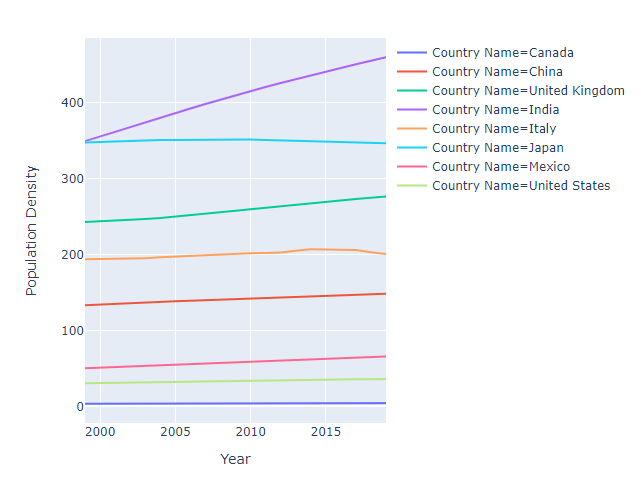 Country Name=Canada
Country Name=China
Country Name=United Kingdom
Country Name=India
Country Name=Italy
Country Name=Japan
Country Name=Mexico
Country Name=United States
Population Density
400
300
200
100
0
2000 2005 2010 2015
Year